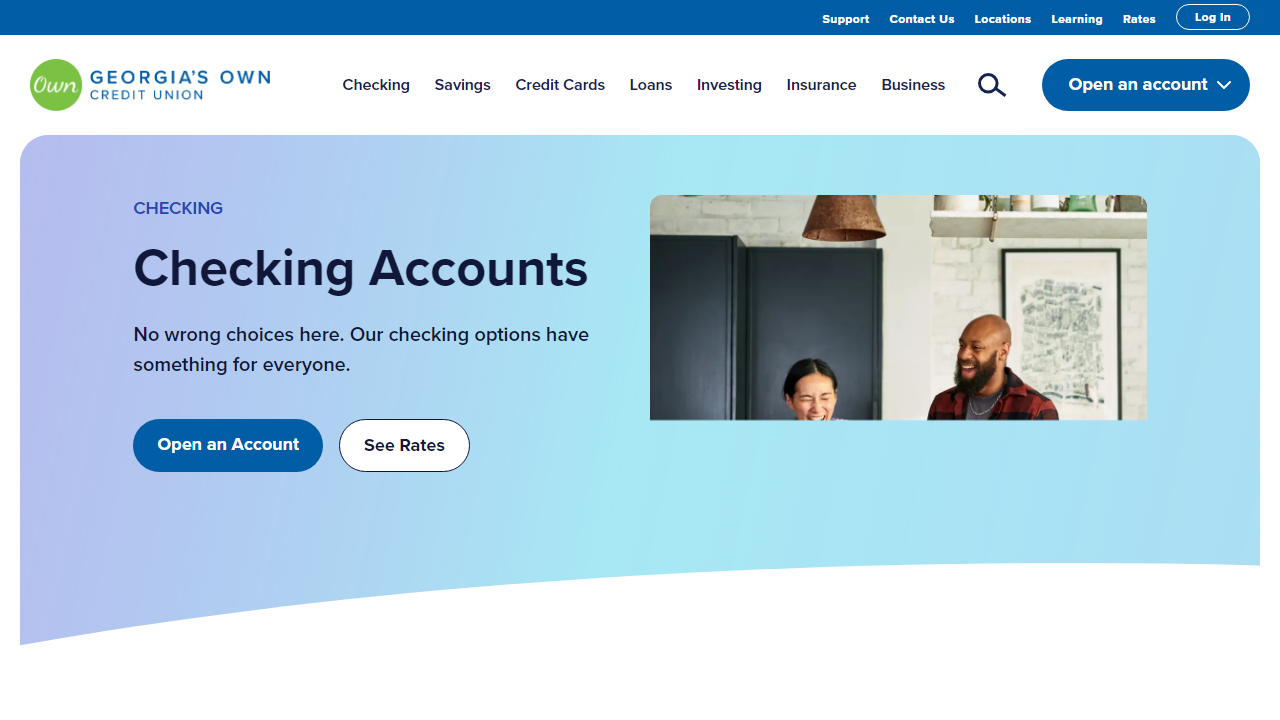 Support Contact Us Locations Learning Rates Log In
Own GEORGIA'S OWN
CREDIT UNION
Checking Savings Credit Cards Loans Investing Insurance Business Open an account
CHECKING
Checking Accounts
No wrong choices here. Our checking options have
something for everyone.
Open an Account See Rates